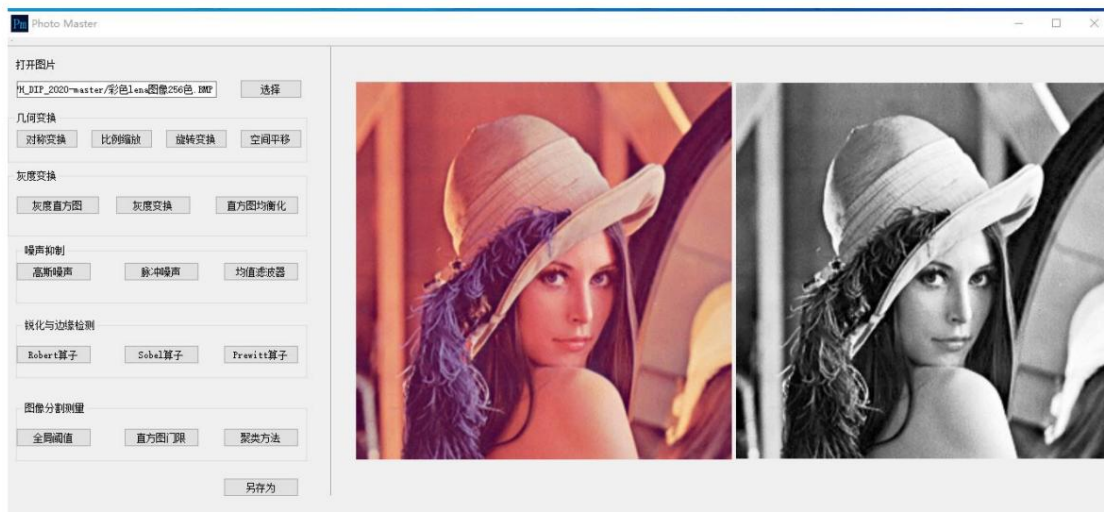 Pm Photo Master
打开图片
PH_DIP_2020-master/彩色lena图像256色.BMP 选择
几何变换
对称变换 比例缩放 旋转变换 空间平移
灰度变换
灰度直方图 灰度变换 直方图均衡化
噪声抑制
高斯噪声 脉冲噪声 均值滤波器
锐化与边缘检测
Robert算子 Sobel算子 Prewitt算子
图像分割测量
全局阈值 直方图门限 聚类方法
另存为